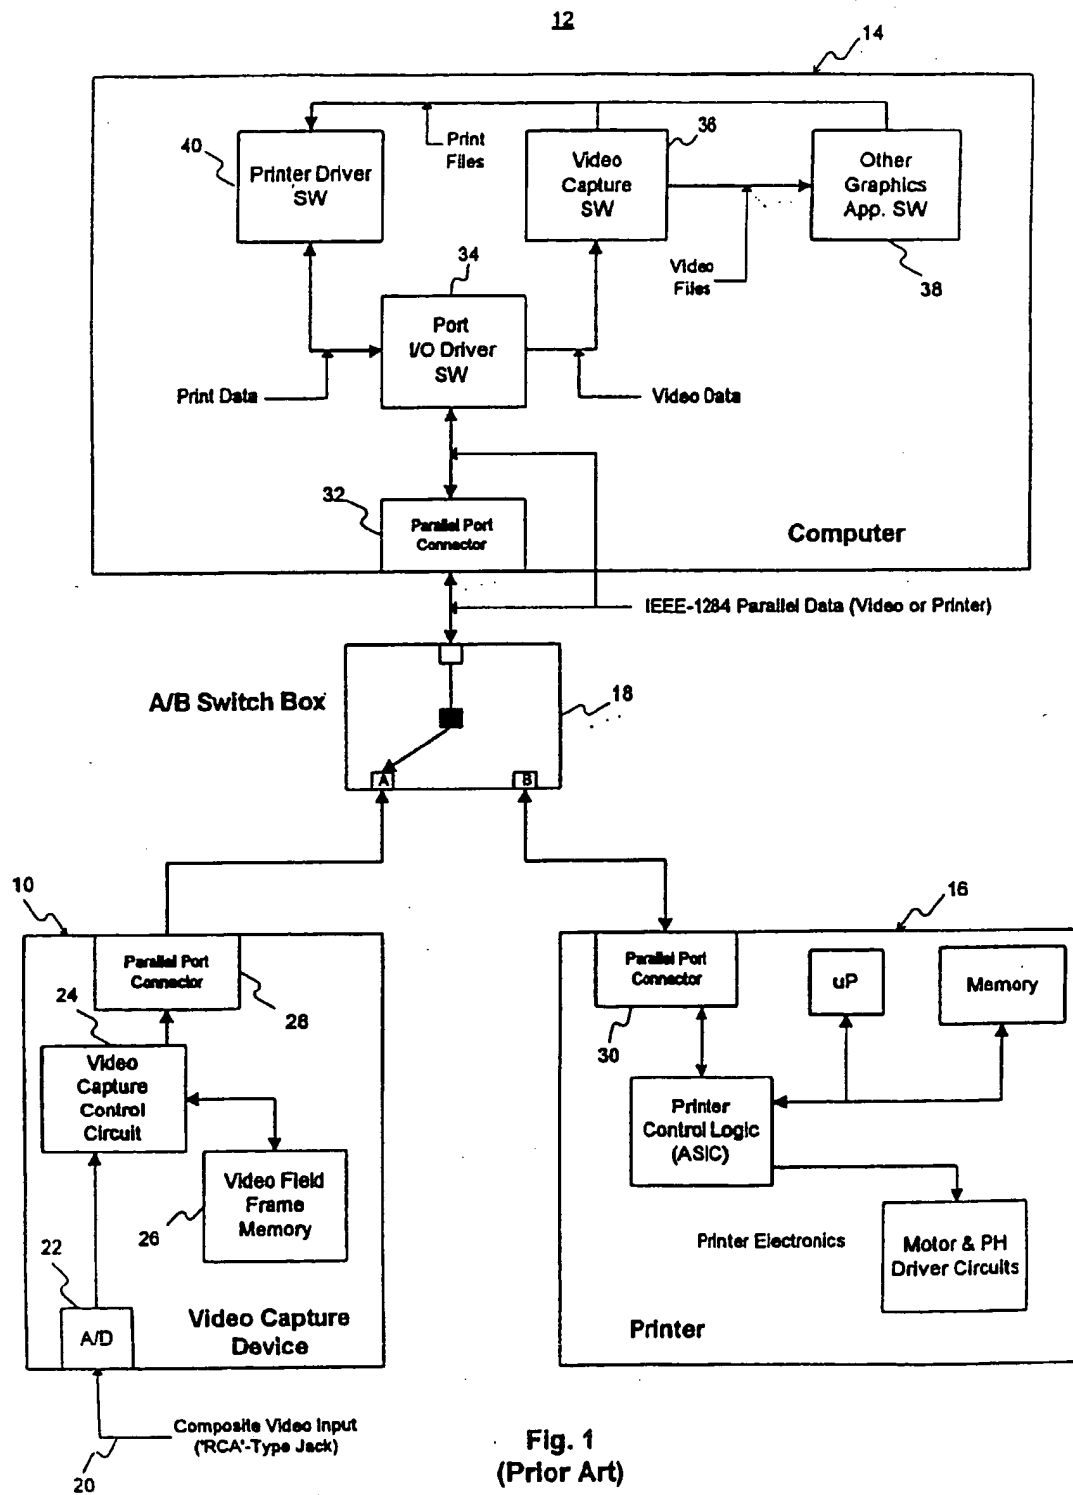 12
14
Print
Files
36
40
Printer Driver
SW
Video
Capture
SW
Other
Graphics
App. SW
34
Video
Files
38
Port
I/O Driver
SW
Print Data
Video Data
32
Parallel Port
Connector
Computer
IEEE-1284 Parallel Data (Video or Printer)
A/B Switch Box
18
A
B
10
16
Parallel Port
Connector
28
24
Video
Capture
Control
Circuit
Video Field
Frame
Memory
26
22
A/D
Video Capture
Device
Composite Video Input
("RCA"-Type Jack)
20
Parallel Port
Connector
30
uP
Memory
Printer
Control Logic
(ASIC)
Printer Electronics
Motor & PH
Driver Circuits
Printer
Fig. 1
(Prior Art)